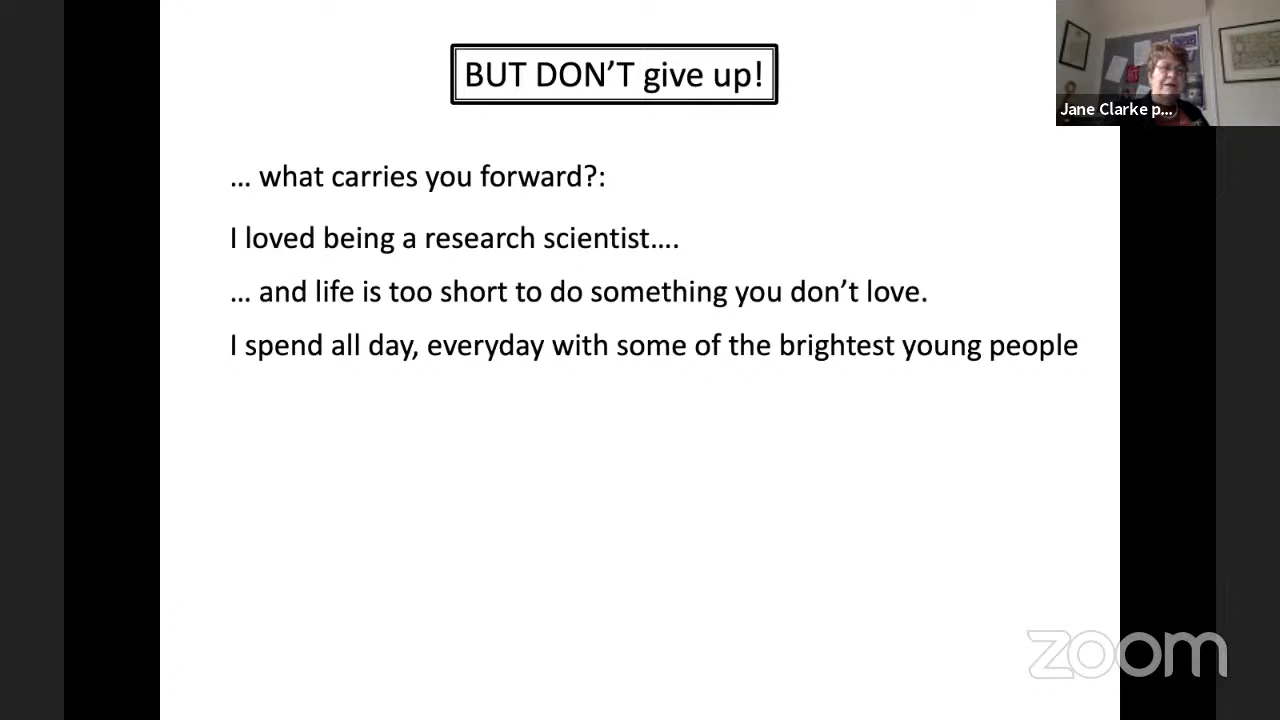 BUT DON’T give up!
Jane Clarke p...
... what carries you forward?:
I loved being a research scientist....
... and life is too short to do something you don’t love.
I spend all day, everyday with some of the brightest young people
zoom